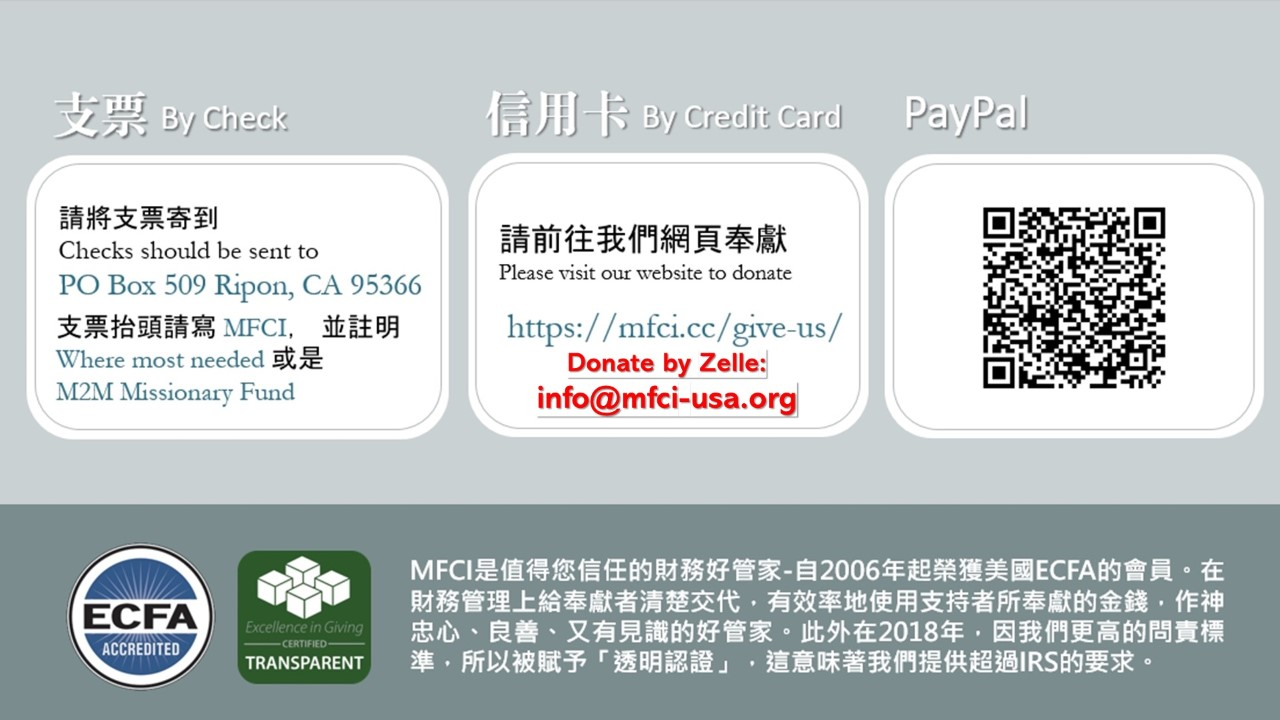 支票 By Check
請將支票寄到
Checks should be sent to
PO Box 509 Ripon, CA 95366
支票抬頭請寫 MFCI, 並註明
Where most needed 或是
M2M Missionary Fund
信用卡 By Credit Card
請前往我們網頁奉獻
Please visit our website to donate
https://mfci.cc/give-us/
Donate by Zelle:
info@mfci-usa.org
PayPal
ECFA
ACCREDITED
Excellence in Giving
CERTIFIED
TRANSPARENT
MFCI是值得您信任的財務好管家-自2006年起榮獲美國ECFA的會員。在
財務管理上給奉獻者清楚交代，有效率地使用支持者所奉獻的金錢，作神
忠心、良善、又有見識的好管家。此外在2018年，因我們更高的問責標
準，所以被賦予「透明認證」，這意味著我們提供超過IRS的要求。